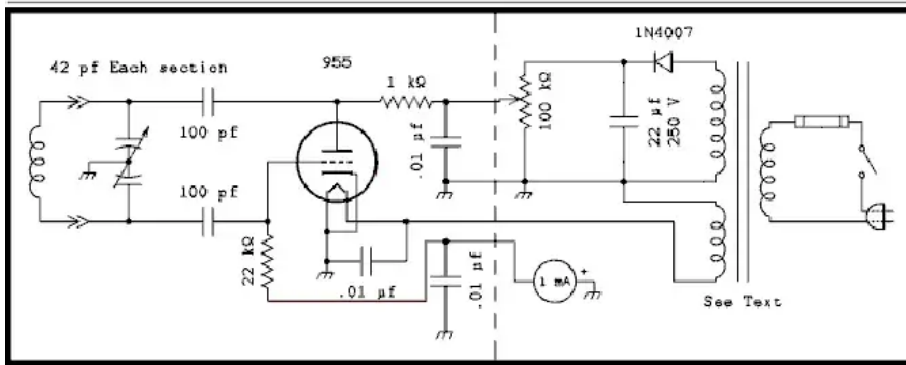 1N4007
42 pf Each section
955
1 kΩ
100 pf
.01 µf
100 kΩ
22 µf
250 V
100 pf
22 kΩ
.01 µf
.01 µf
1 mA
+
See Text